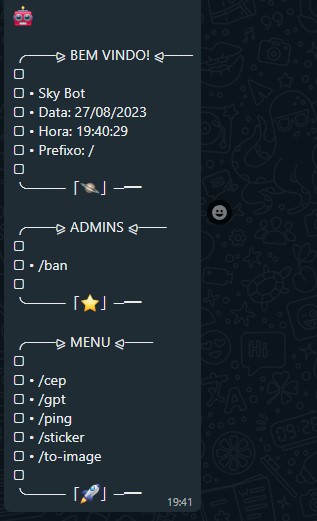 🤖
╭━━⪩ BEM VINDO! ⪨━━
▢
▢ • Sky Bot
▢ • Data: 27/08/2023
▢ • Hora: 19:40:29
▢ • Prefixo: /
▢
╰━━─「🪐」─━━
╭━━⪩ ADMINS ⪨━━
▢
▢ • /ban
▢
╰━━─「⭐」─━━
╭━━⪩ MENU ⪨━━
▢
▢ • /cep
▢ • /gpt
▢ • /ping
▢ • /sticker
▢ • /to-image
▢
╰━━─「🚀」─━━
19:41